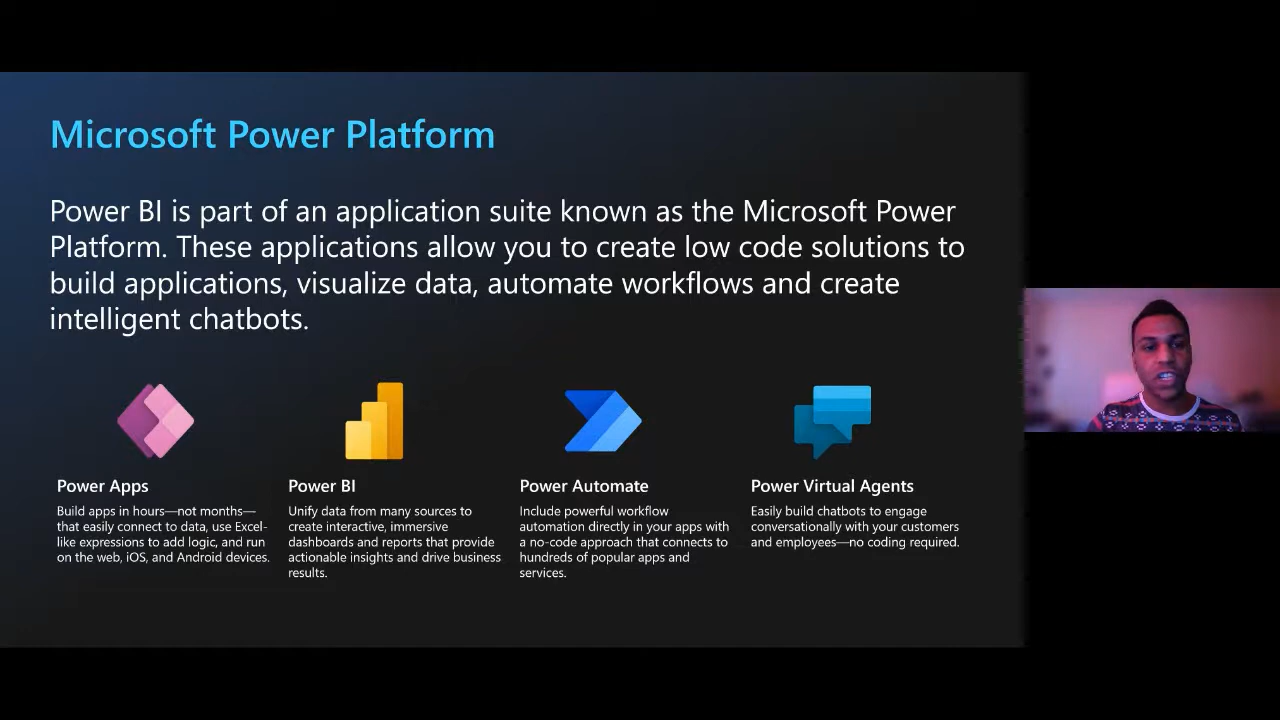 Microsoft Power Platform
Power BI is part of an application suite known as the Microsoft Power
Platform. These applications allow you to create low code solutions to
build applications, visualize data, automate workflows and create
intelligent chatbots.
Power Apps
Build apps in hours—not months—
that easily connect to data, use Excel-
like expressions to add logic, and run
on the web, iOS, and Android devices.
Power BI
Unify data from many sources to
create interactive, immersive
dashboards and reports that provide
actionable insights and drive business
results.
Power Automate
Include powerful workflow
automation directly in your apps with
a no-code approach that connects to
hundreds of popular apps and
services.
Power Virtual Agents
Easily build chatbots to engage
conversationally with your customers
and employees—no coding required.